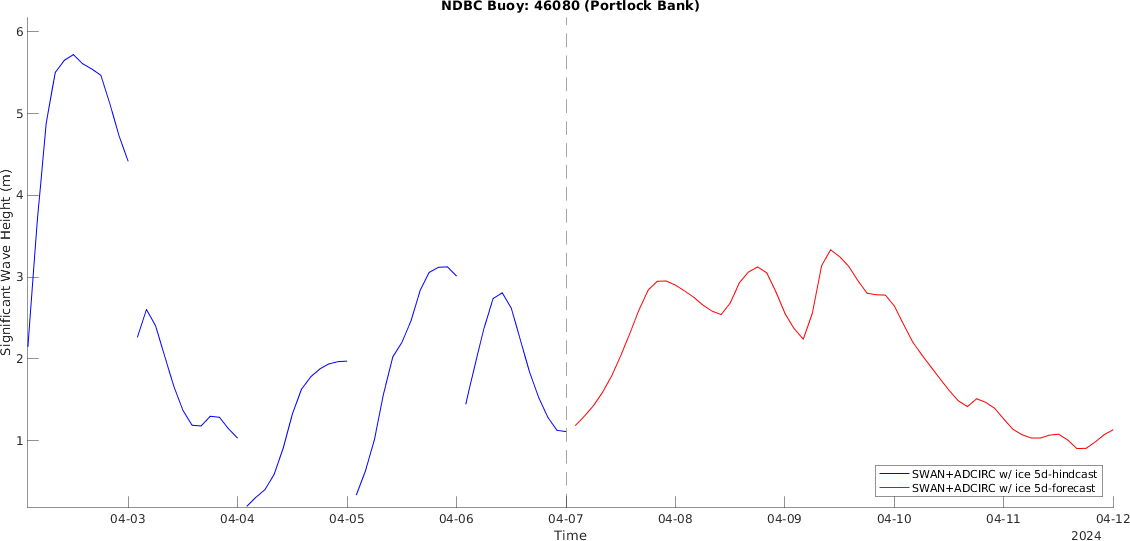 NDBC Buoy: 46080 (Portlock Bank)
6
5
4
3
2
1
Significant Wave Height (m)
SWAN+ADCIRC w/ ice 5d-hindcast
SWAN+ADCIRC w/ ice 5d-forecast
04-03 04-04 04-05 04-06 04-07 04-08 04-09 04-10 04-11 04-12
Time
2024